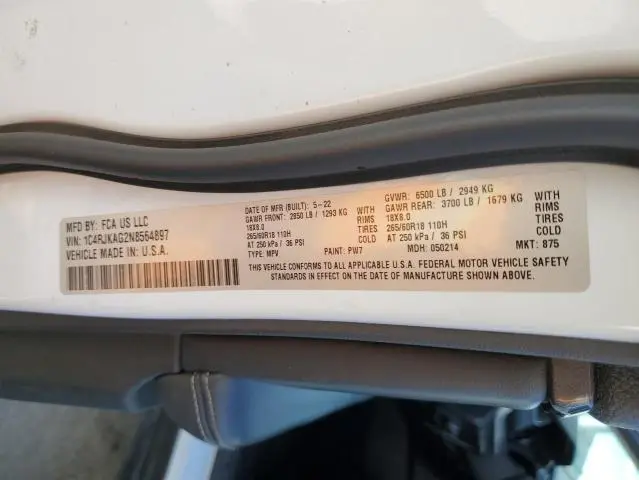 MFD BY: FCA US LLC
VIN: 1C4RJKAG2N8564897
VEHICLE MADE IN: U.S.A.
DATE OF MFR (BUILT): 5-22 GVWR: 6500 LB / 2949 KG
GAWR FRONT: 2850 LB / 1293 KG WITH GAWR REAR: 3700 LB / 1679 KG WITH
18X8.0 RIMS 18X8.0 RIMS
265/60R18 110H TIRES 265/60R18 110H TIRES
AT 250 kPa / 36 PSI COLD AT 250 kPa / 36 PSI COLD
TYPE: MPV PAINT: PW7 MDH: 050214 MKT: 875
THIS VEHICLE CONFORMS TO ALL APPLICABLE U.S.A. FEDERAL MOTOR VEHICLE SAFETY
STANDARDS IN EFFECT ON THE DATE OF MANUFACTURE SHOWN ABOVE.